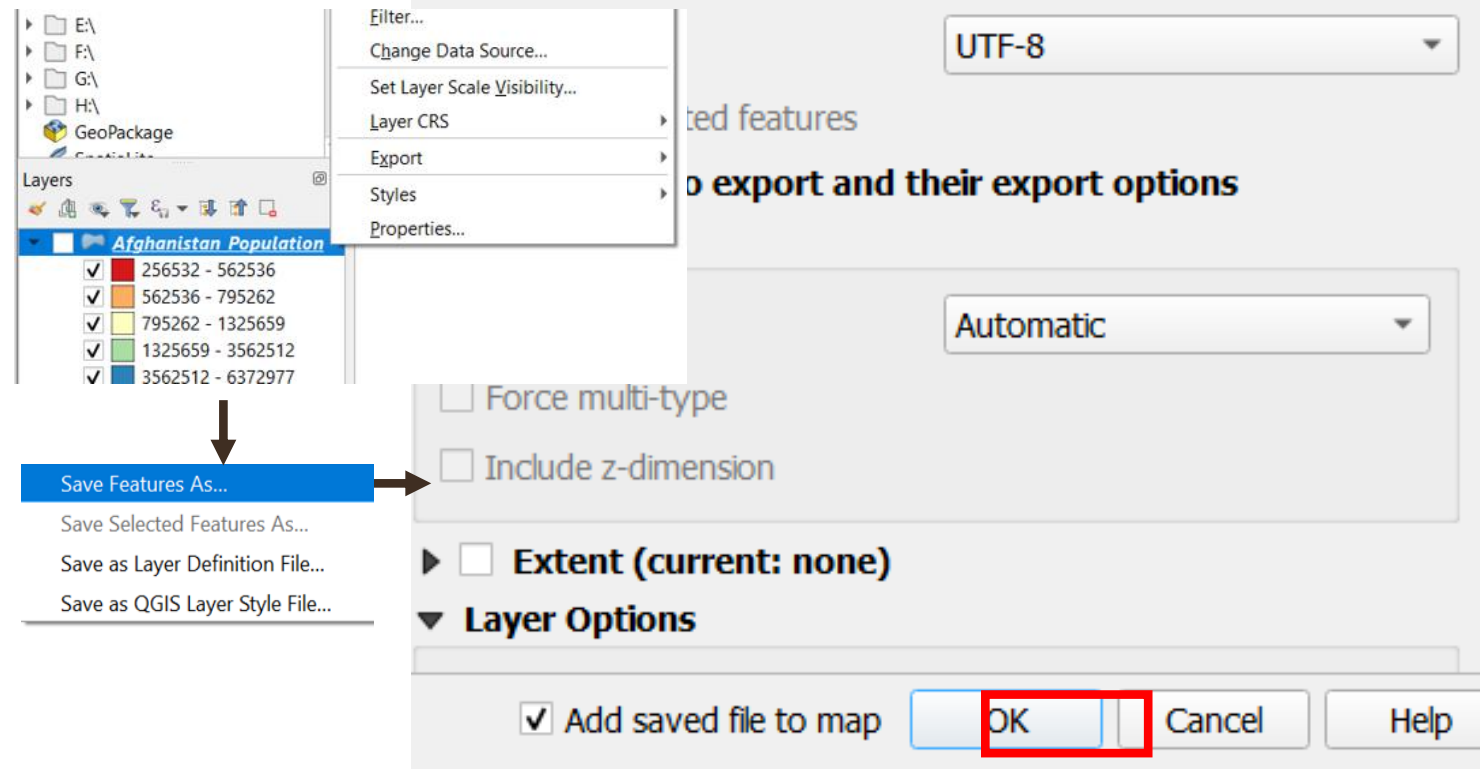 E:\
F:\
G:\
H:\
GeoPackage
Layers
Afghanistan Population
256532 - 562536
562536 - 795262
795262 - 1325659
1325659 - 3562512
3562512 - 6372977
Filter...
Change Data Source...
Set Layer Scale Visibility...
Layer CRS
Export
Styles
Properties...
Save Features As...
Save Selected Features As...
Save as Layer Definition File...
Save as QGIS Layer Style File...
UTF-8
features
export and their export options
Automatic
Force multi-type
Include z-dimension
Extent (current: none)
Layer Options
Add saved file to map
OK
Cancel
Help